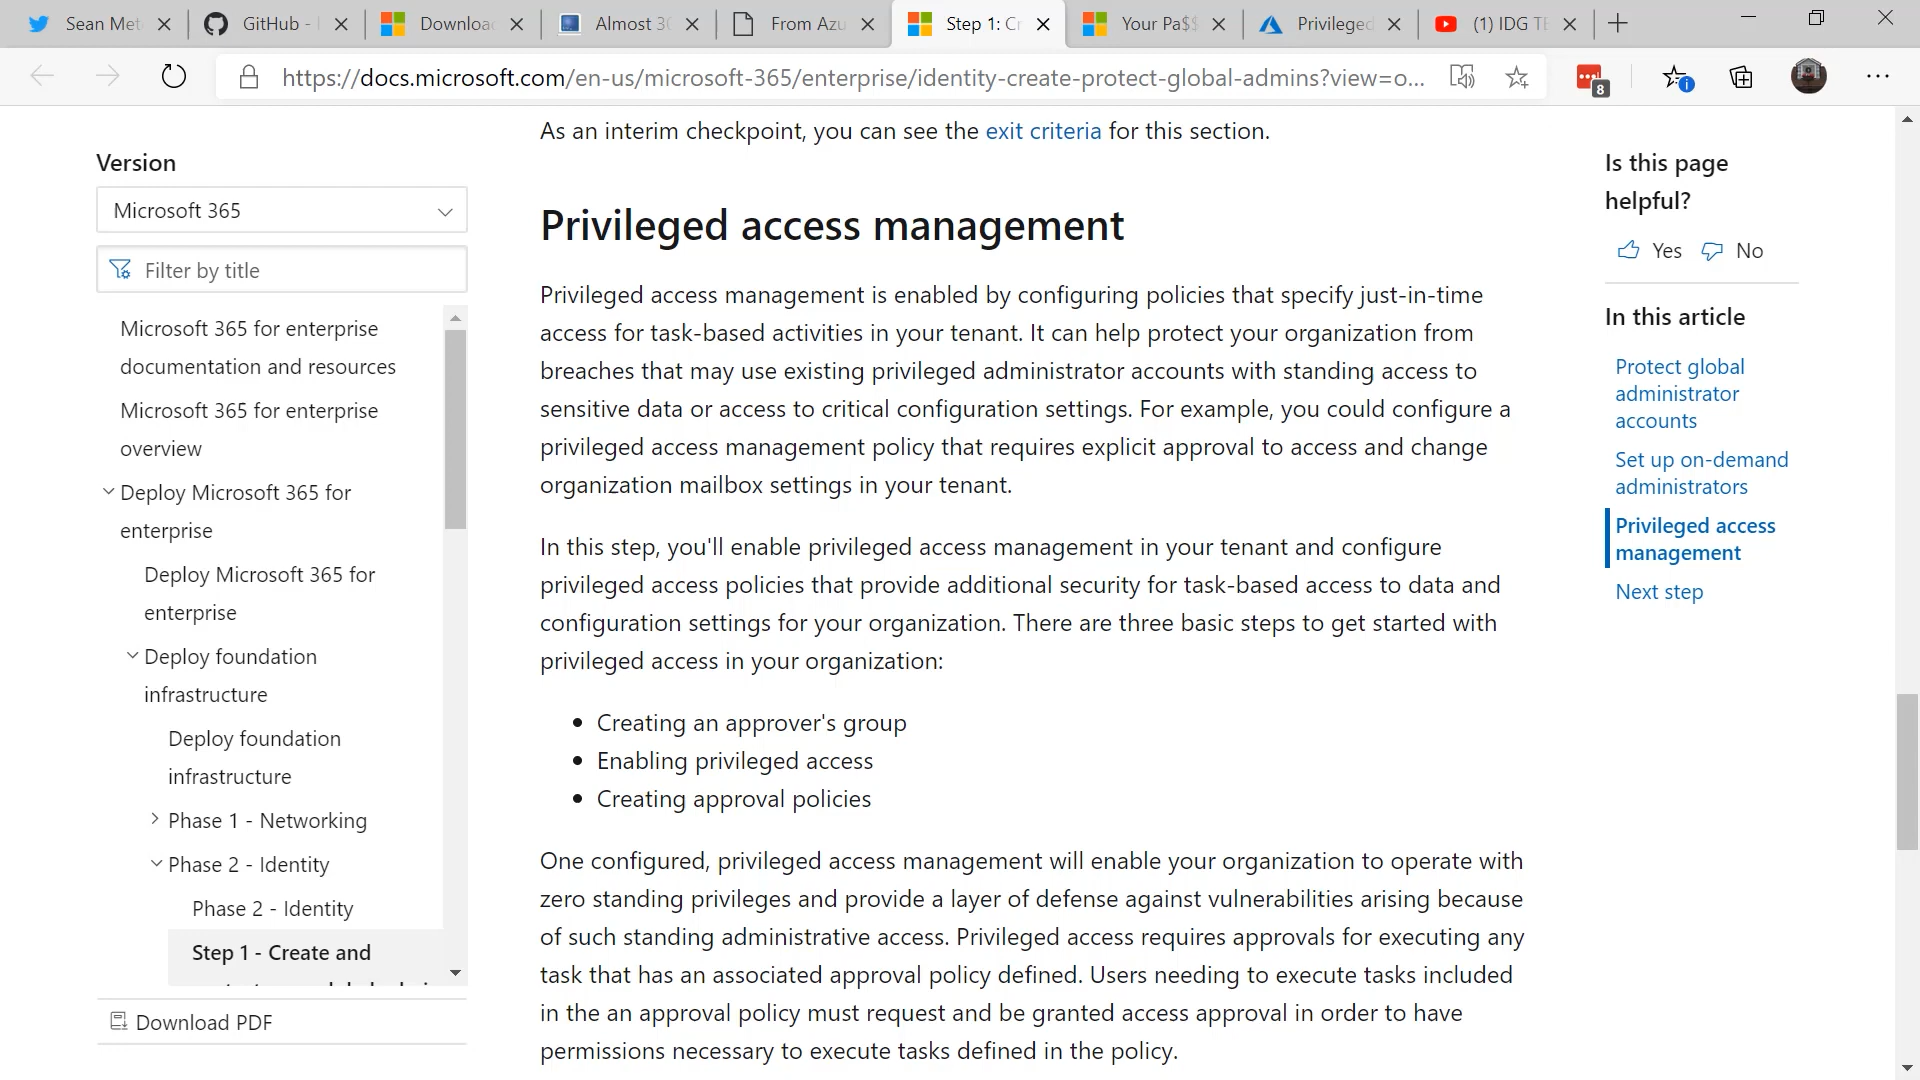 Sean Met
GitHub -
Downloa
Almost 30
From Azu
Step 1: Cr
Your Pa$$
Privileged
(1) IDG TE
https://docs.microsoft.com/en-us/microsoft-365/enterprise/identity-create-protect-global-admins?view=o...
8
As an interim checkpoint, you can see the exit criteria for this section.
Version
Microsoft 365
Filter by title
Microsoft 365 for enterprise
documentation and resources
Microsoft 365 for enterprise
overview
Deploy Microsoft 365 for
enterprise
Deploy Microsoft 365 for
enterprise
Deploy foundation
infrastructure
Deploy foundation
infrastructure
Phase 1 - Networking
Phase 2 - Identity
Phase 2 - Identity
Step 1 - Create and
Download PDF
Privileged access management
Privileged access management is enabled by configuring policies that specify just-in-time
access for task-based activities in your tenant. It can help protect your organization from
breaches that may use existing privileged administrator accounts with standing access to
sensitive data or access to critical configuration settings. For example, you could configure a
privileged access management policy that requires explicit approval to access and change
organization mailbox settings in your tenant.
In this step, you'll enable privileged access management in your tenant and configure
privileged access policies that provide additional security for task-based access to data and
configuration settings for your organization. There are three basic steps to get started with
privileged access in your organization:
• Creating an approver's group
• Enabling privileged access
• Creating approval policies
One configured, privileged access management will enable your organization to operate with
zero standing privileges and provide a layer of defense against vulnerabilities arising because
of such standing administrative access. Privileged access requires approvals for executing any
task that has an associated approval policy defined. Users needing to execute tasks included
in the an approval policy must request and be granted access approval in order to have
permissions necessary to execute tasks defined in the policy.
Is this page
helpful?
Yes No
In this article
Protect global
administrator
accounts
Set up on-demand
administrators
Privileged access
management
Next step